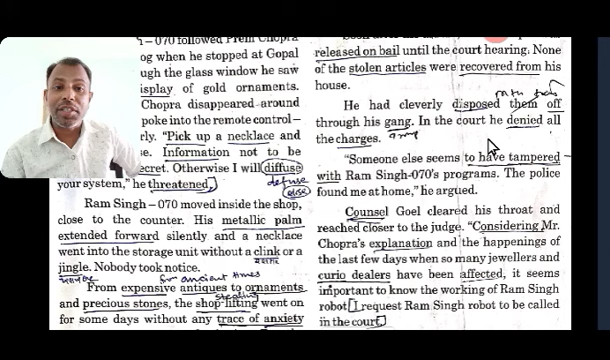 – 070 followed Prem Chopra
og when he stopped at Gopal
ugh the glass window he saw
isplay of gold ornaments.
Chopra disappeared around
poke into the remote control–
rly. “Pick up a necklace and
se. Information not to be
ecret. Otherwise I will diffuse
defuse
your system,” he threatened.
Ram Singh–070 moved inside the shop,
close to the counter. His metallic palm
extended forward silently and a necklace
went into the storage unit without a clink or a
jingle. Nobody took notice.
for ancient times
From expensive antiques to ornaments
stealing
and precious stones, the shop-lifting went on
for some days without any trace of anxiety
released on bail until the court hearing. None
of the stolen articles were recovered from his
house.
He had cleverly disposed them off
through his gang. In the court he denied all
the charges.
“Someone else seems to have tampered
with Ram Singh-070’s programs. The police
found me at home,” he argued.
Counsel Goel cleared his throat and
reached closer to the judge. “Considering Mr.
Chopra’s explanation and the happenings of
the last few days when so many jewellers and
curio dealers have been affected, it seems
important to know the working of Ram Singh
robot. I request Ram Singh robot to be called
in the court.